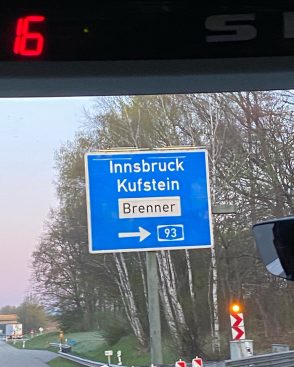 16
Innsbruck
Kufstein
Brenner
93